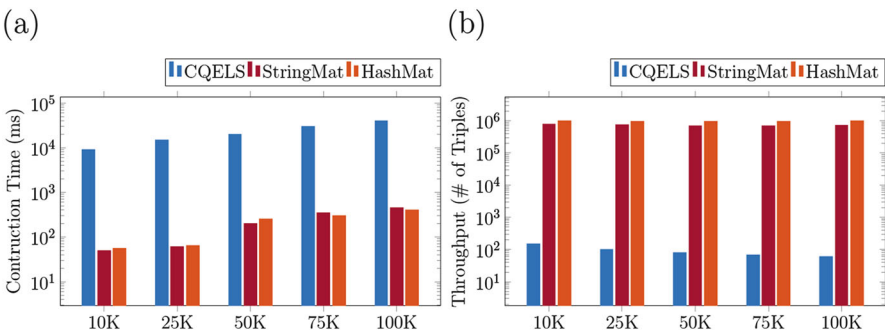 (a)
CQELS StringMat HashMat
Contruction Time (ms)
10^5
10^4
10^3
10^2
10^1
10K 25K 50K 75K 100K
(b)
CQELS StringMat HashMat
Throughput (# of Triples)
10^6
10^5
10^4
10^3
10^2
10^1
10K 25K 50K 75K 100K